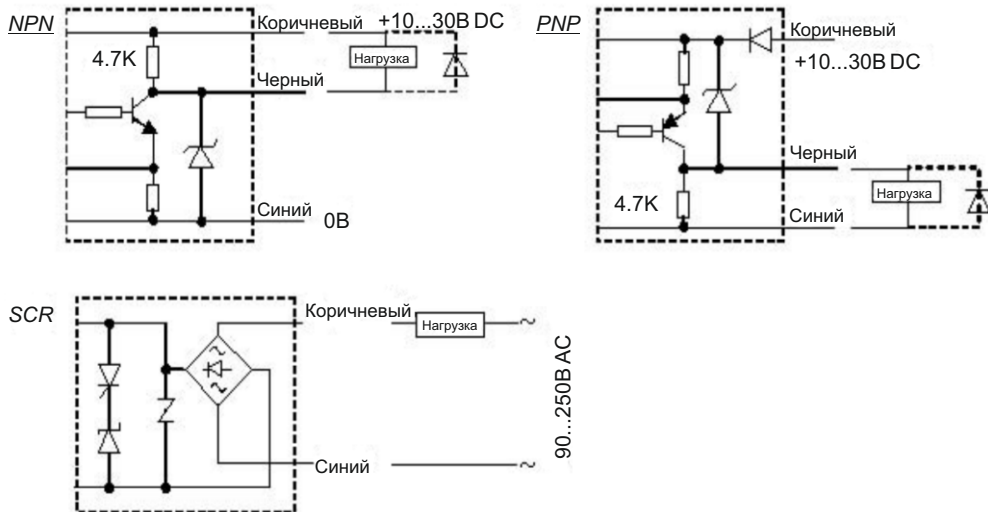 NPN
Коричневый
+10...30В DC
4.7K
Нагрузка
Черный
Синий
0В
PNP
Коричневый
+10...30В DC
Черный
Нагрузка
4.7K
Синий
SCR
Коричневый
Нагрузка
~
90...250В AC
Синий
~